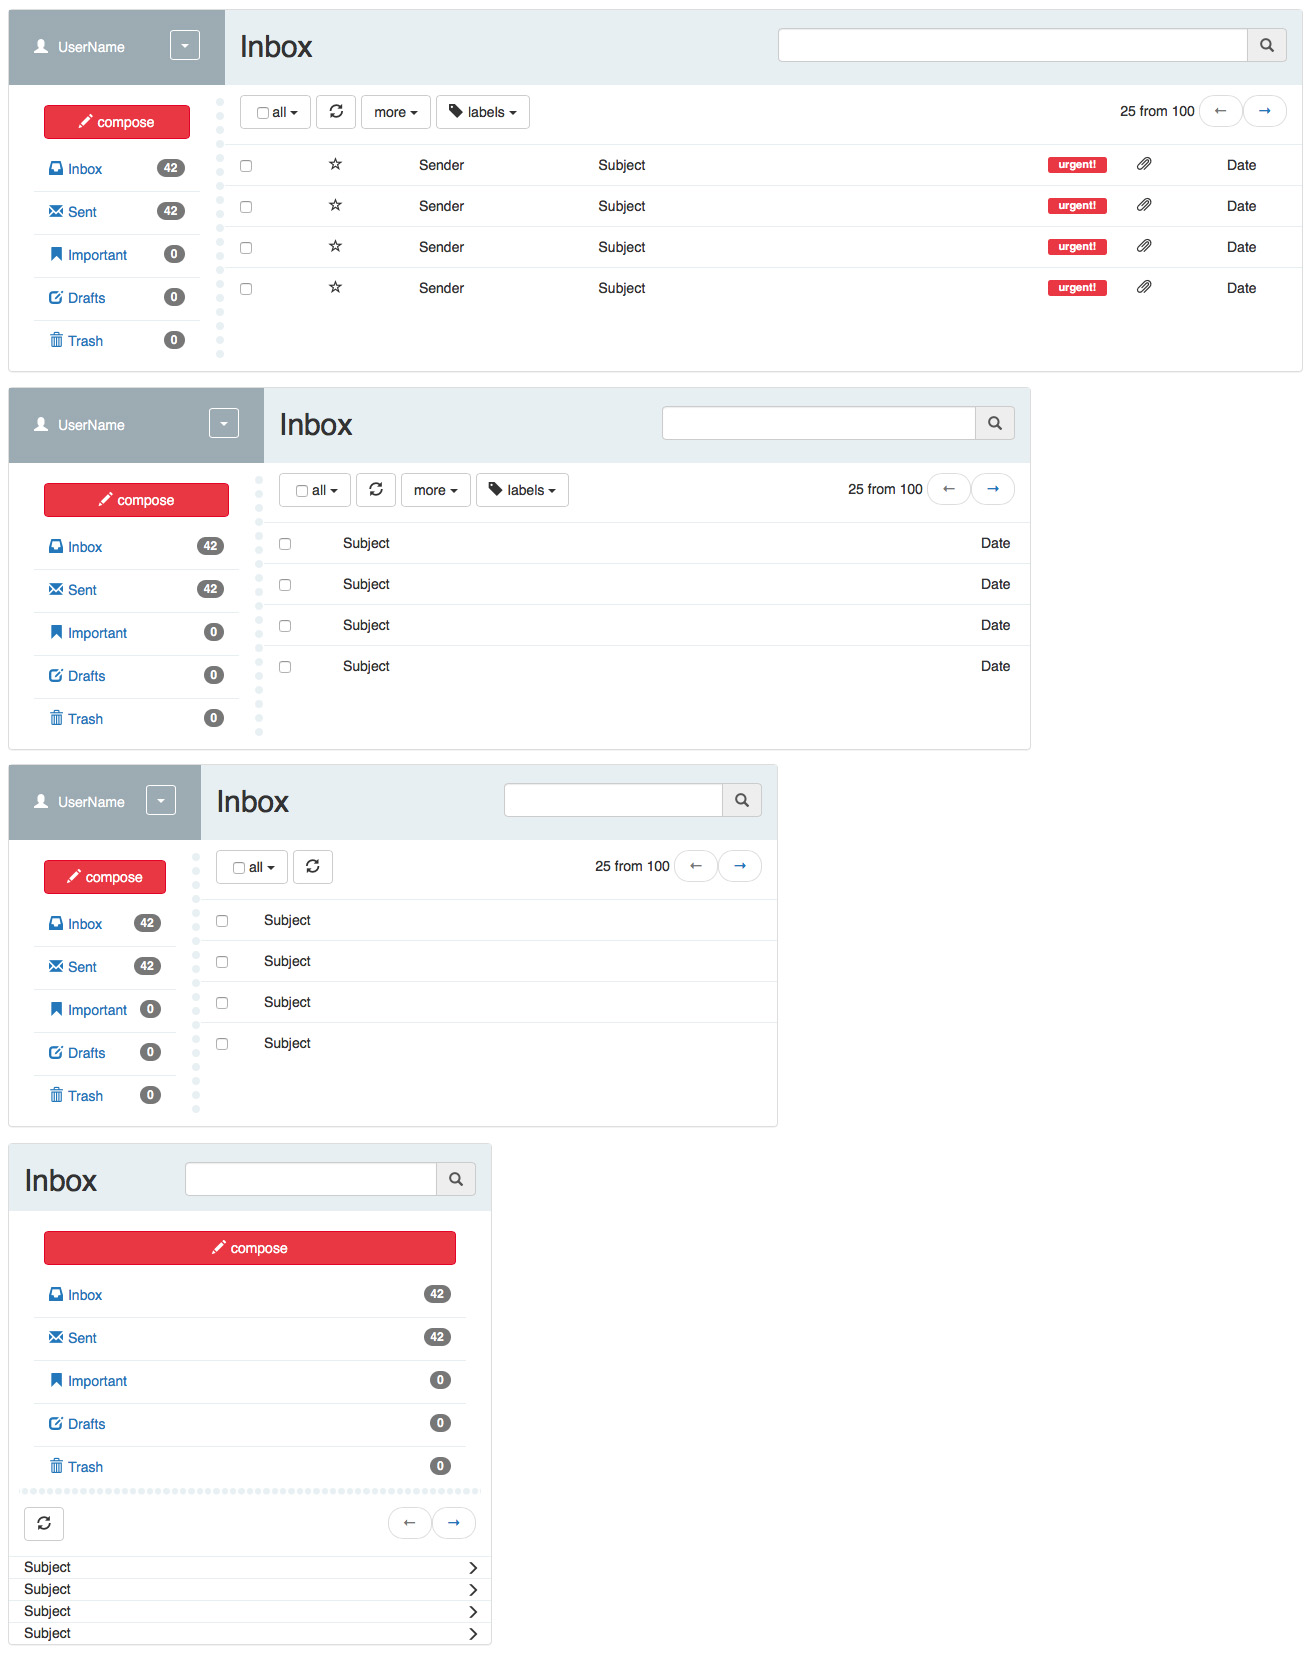 UserName Inbox
all more labels 25 from 100 ← →
compose
Inbox 42
Sent 42
Important 0
Drafts 0
Trash 0
Sender Subject urgent! Date
Sender Subject urgent! Date
Sender Subject urgent! Date
Sender Subject urgent! Date
UserName Inbox
all more labels 25 from 100 ← →
compose
Inbox 42
Sent 42
Important 0
Drafts 0
Trash 0
Subject Date
Subject Date
Subject Date
Subject Date
UserName Inbox
all 25 from 100 ← →
compose
Inbox 42
Sent 42
Important 0
Drafts 0
Trash 0
Subject
Subject
Subject
Subject
Inbox
compose
Inbox 42
Sent 42
Important 0
Drafts 0
Trash 0
← →
Subject
Subject
Subject
Subject